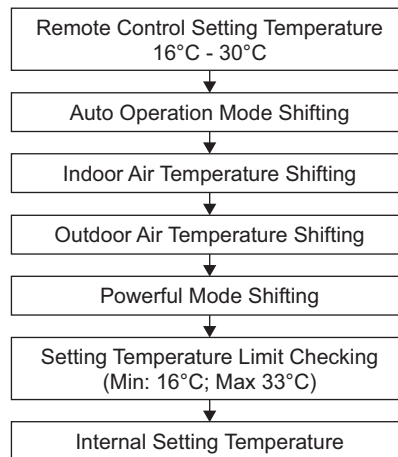 Remote Control Setting Temperature
16°C - 30°C
Auto Operation Mode Shifting
Indoor Air Temperature Shifting
Outdoor Air Temperature Shifting
Powerful Mode Shifting
Setting Temperature Limit Checking
(Min: 16°C; Max 33°C)
Internal Setting Temperature